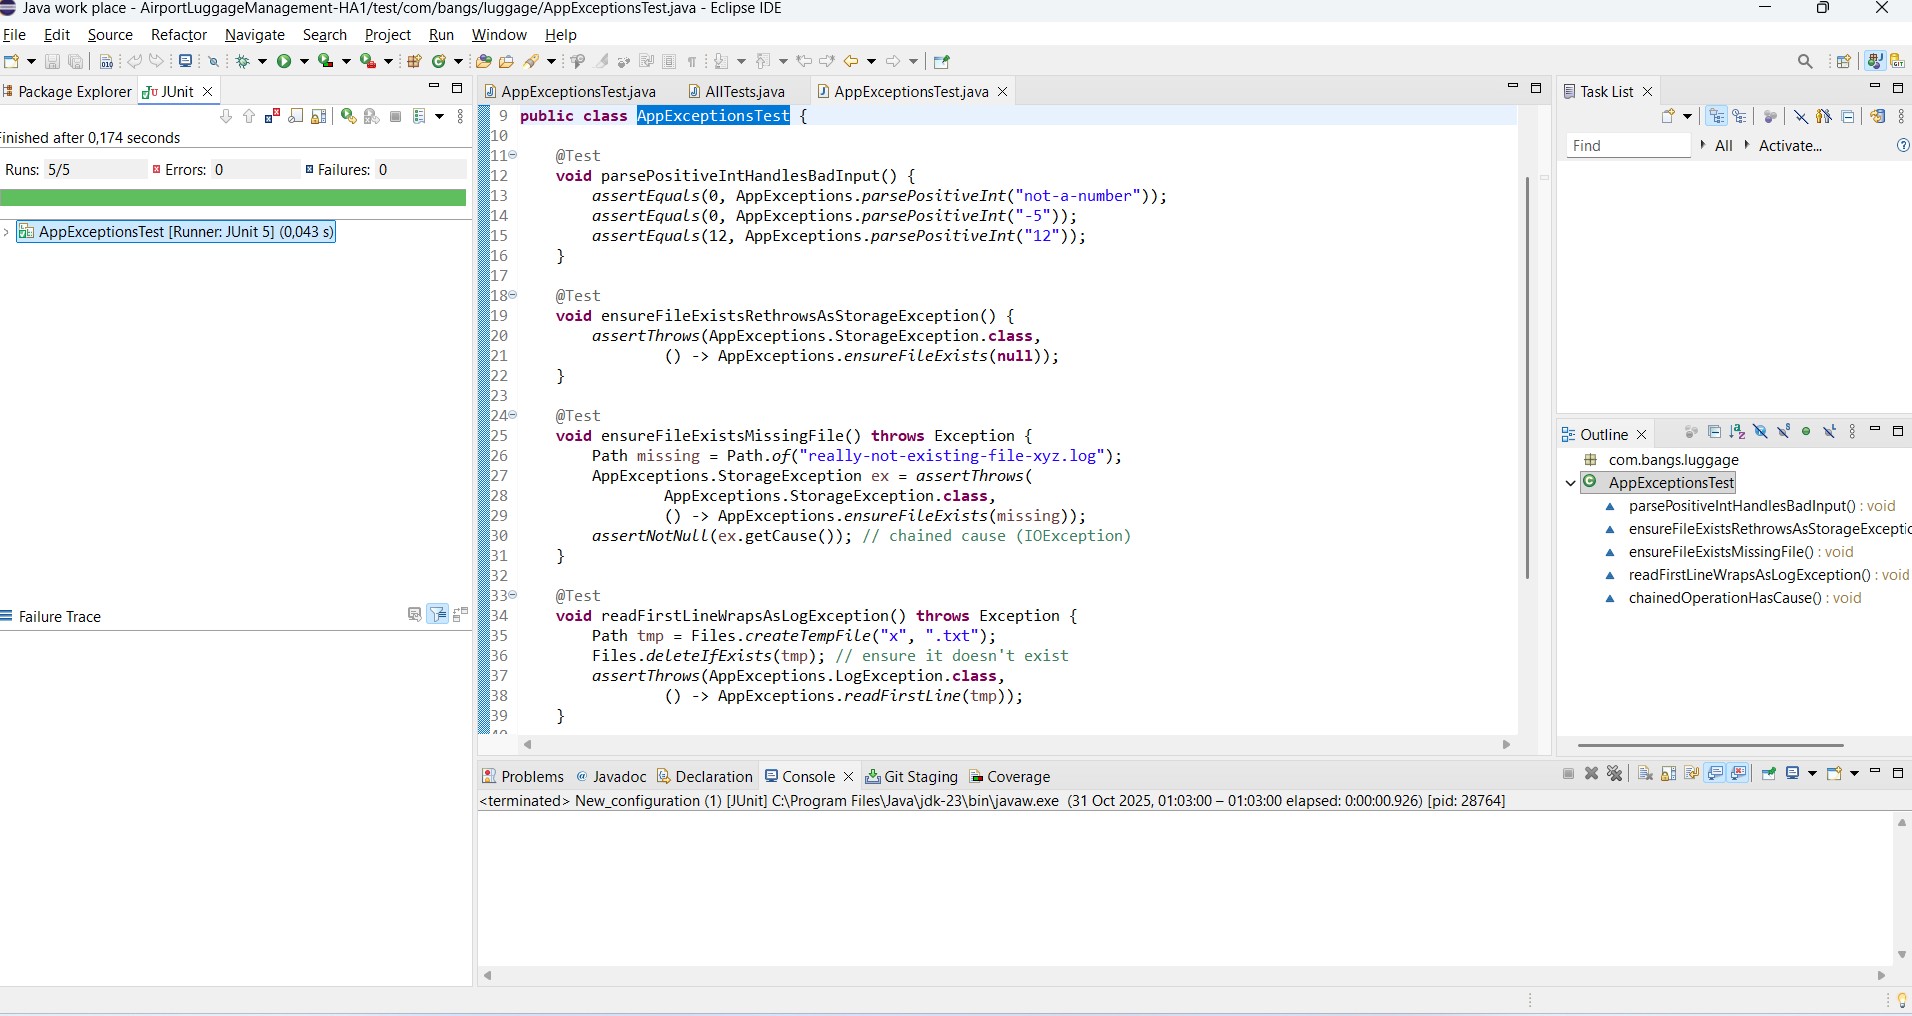 Java work place - AirportLuggageManagement-HA1/test/com/bangs/luggage/AppExceptionsTest.java - Eclipse IDE
File Edit Source Refactor Navigate Search Project Run Window Help
Package Explorer JUnit
inished after 0,174 seconds
Runs: 5/5 Errors: 0 Failures: 0
AppExceptionsTest [Runner: JUnit 5] (0,043 s)
Failure Trace
AppExceptionsTest.java AllTests.java AppExceptionsTest.java
9 public class AppExceptionsTest {
10
11 @Test
12 void parsePositiveIntHandlesBadInput() {
13 assertEquals(0, AppExceptions.parsePositiveInt("not-a-number"));
14 assertEquals(0, AppExceptions.parsePositiveInt("-5"));
15 assertEquals(12, AppExceptions.parsePositiveInt("12"));
16 }
17
18 @Test
19 void ensureFileExistsRethrowsAsStorageException() {
20 assertThrows(AppExceptions.StorageException.class,
21 () -> AppExceptions.ensureFileExists(null));
22 }
23
24 @Test
25 void ensureFileExistsMissingFile() throws Exception {
26 Path missing = Path.of("really-not-existing-file-xyz.log");
27 AppExceptions.StorageException ex = assertThrows(
28 AppExceptions.StorageException.class,
29 () -> AppExceptions.ensureFileExists(missing));
30 assertNotNull(ex.getCause()); // chained cause (IOException)
31 }
32
33 @Test
34 void readFirstLineWrapsAsLogException() throws Exception {
35 Path tmp = Files.createTempFile("x", ".txt");
36 Files.deleteIfExists(tmp); // ensure it doesn't exist
37 assertThrows(AppExceptions.LogException.class,
38 () -> AppExceptions.readFirstLine(tmp));
39 }
Task List
Find All Activate...
Outline
com.bangs.luggage
AppExceptionsTest
parsePositiveIntHandlesBadInput() : void
ensureFileExistsRethrowsAsStorageExceptic
ensureFileExistsMissingFile() : void
readFirstLineWrapsAsLogException() : void
chainedOperationHasCause() : void
Problems Javadoc Declaration Console Git Staging Coverage
<terminated> New_configuration (1) [JUnit] C:\Program Files\Java\jdk-23\bin\javaw.exe (31 Oct 2025, 01:03:00 – 01:03:00 elapsed: 0:00:00.926) [pid: 28764]